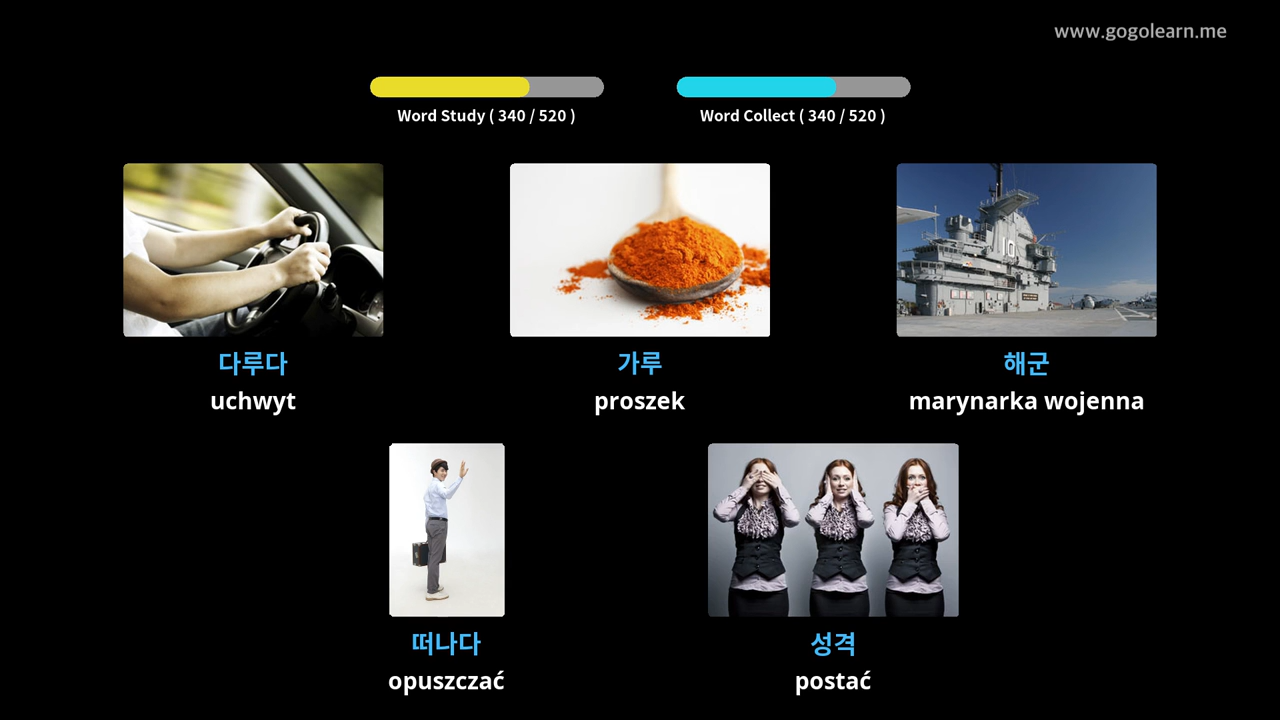 www.gogolearn.me
Word Study ( 340 / 520 )
Word Collect ( 340 / 520 )
다루다
uchwyt
가루
proszek
해군
marynarka wojenna
떠나다
opuszczać
성격
postać
10